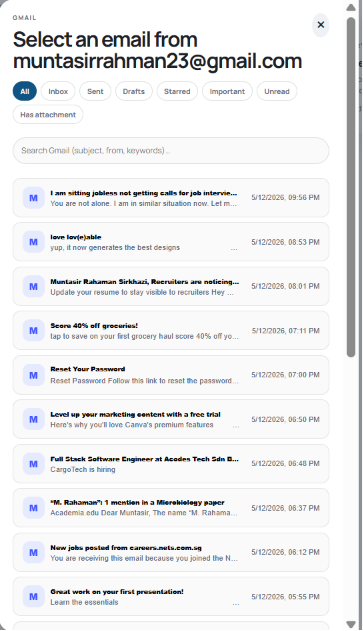 GMAIL
Select an email from
muntasirrahman23@gmail.com
×
All
Inbox
Sent
Drafts
Starred
Important
Unread
Has attachment
Search Gmail (subject, from, keywords)...
M
I am sitting jobless not getting calls for job intervie...
5/12/2026, 09:56 PM
You are not alone. I am in similar situation now. Let m...
M
love lov(e)able
5/12/2026, 08:53 PM
yup, it now generates the best designs ...
M
Muntasir Rahaman Sirkhazi, Recruiters are noticing...
5/12/2026, 08:01 PM
Update your resume to stay visible to recruiters Hey ...
M
Score 40% off groceries!
5/12/2026, 07:11 PM
tap to save on your first grocery haul score 40% off yo...
M
Reset Your Password
5/12/2026, 07:00 PM
Reset Password Follow this link to reset the password...
M
Level up your marketing content with a free trial
5/12/2026, 06:50 PM
Here's why you'll love Canva's premium features ...
M
Full Stack Software Engineer at Acodes Tech Sdn B...
5/12/2026, 06:48 PM
CargoTech is hiring
M
“M. Rahaman”: 1 mention in a Microbiology paper
5/12/2026, 06:37 PM
Academia.edu Dear Muntasir, The name “M. Rahama...
M
New jobs posted from careers.nets.com.sg
5/12/2026, 06:12 PM
You are receiving this email because you joined the N...
M
Great work on your first presentation!
5/12/2026, 05:55 PM
Learn the essentials ...